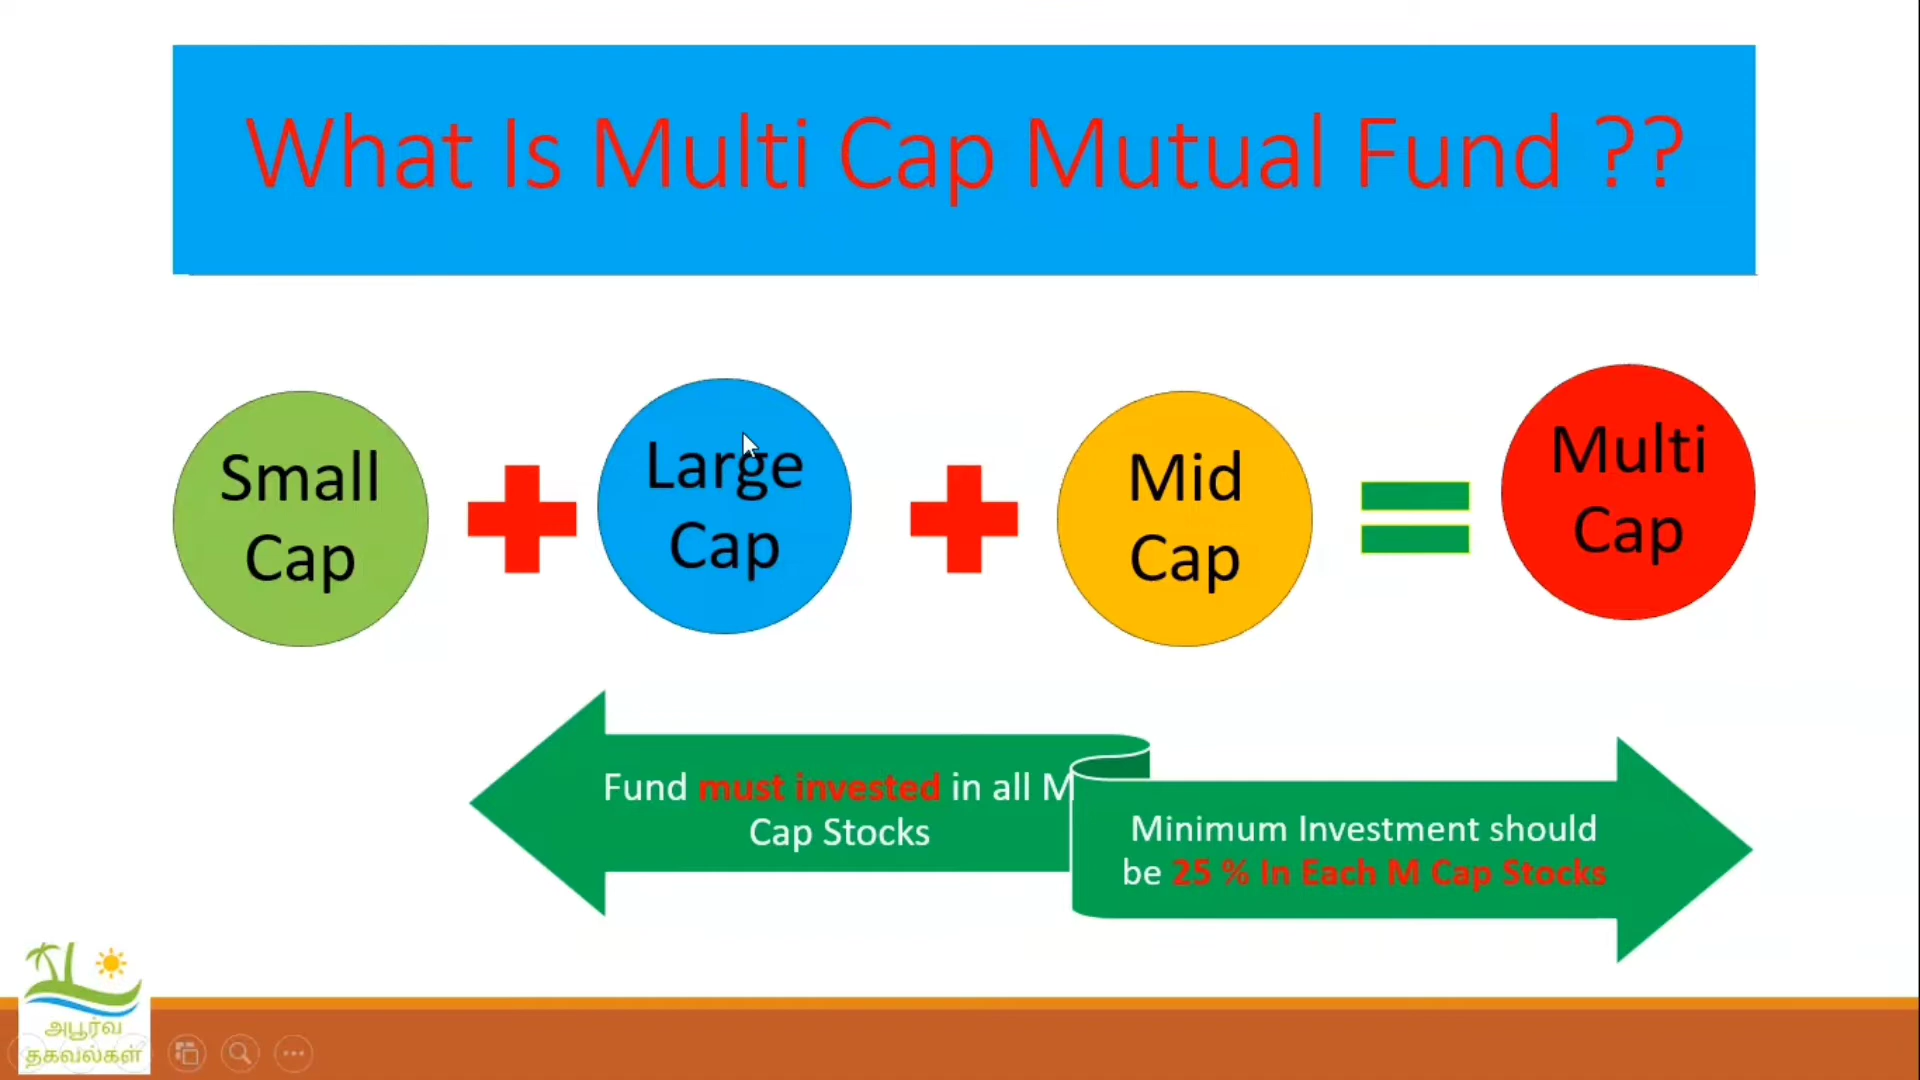 What Is Multi Cap Mutual Fund ??
Small
Cap
Large
Cap
Mid
Cap
Multi
Cap
Fund must invested in all M
Cap Stocks
Minimum Investment should
be 25 % In Each M Cap Stocks
அபூர்வ
தகவல்கள்